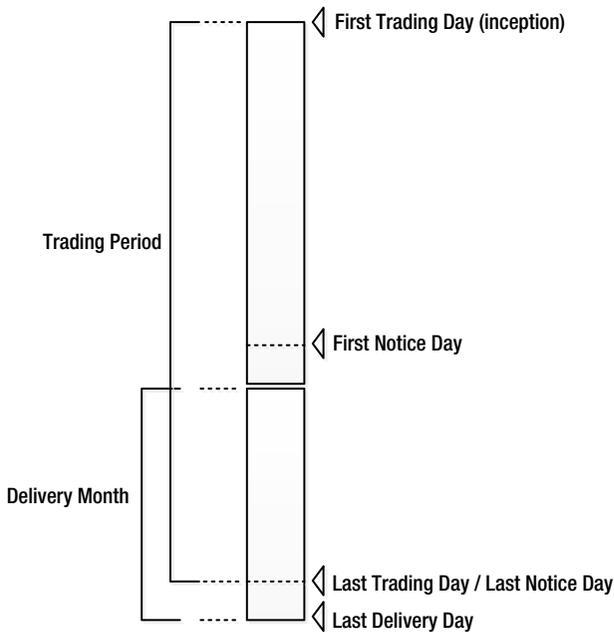 First Trading Day (inception)
Trading Period
First Notice Day
Delivery Month
Last Trading Day / Last Notice Day
Last Delivery Day